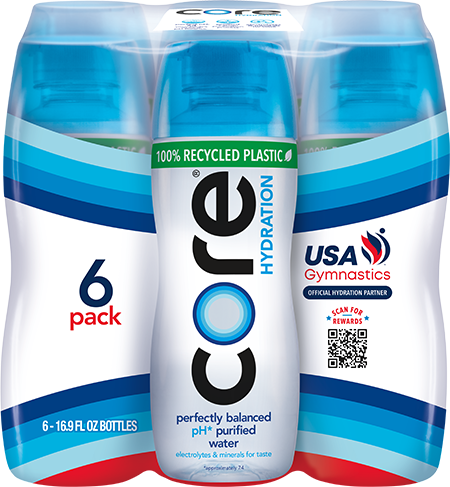 core
100% RECYCLED PLASTIC
core®
HYDRATION
perfectly balanced
pH* purified
water
electrolytes & minerals for taste
*approximately 7.4
6
pack
6 - 16.9 FL OZ BOTTLES
USA
Gymnastics
OFFICIAL HYDRATION PARTNER
SCAN FOR
REWARDS